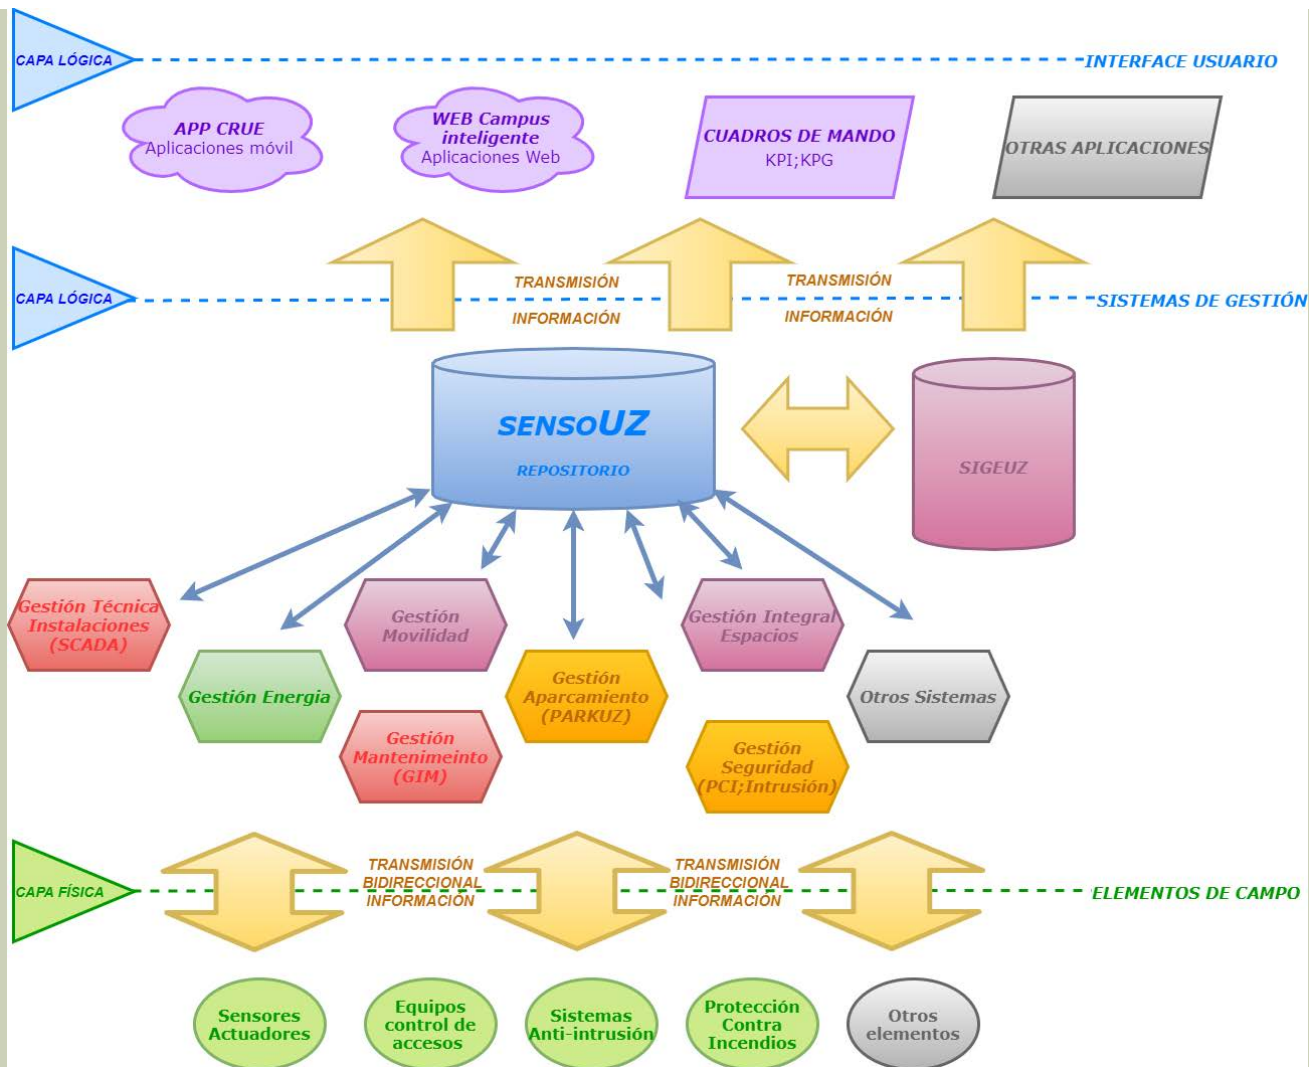 CAPA LÓGICA
INTERFACE USUARIO
APP CRUE
Aplicaciones móvil
WEB Campus
inteligente
Aplicaciones Web
CUADROS DE MANDO
KPI;KPG
OTRAS APLICACIONES
CAPA LÓGICA
TRANSMISIÓN
INFORMACIÓN
TRANSMISIÓN
INFORMACIÓN
SISTEMAS DE GESTIÓN
SENSOUZ
REPOSITORIO
SIGEUZ
Gestión Técnica
Instalaciones
(SCADA)
Gestión Energia
Gestión
Movilidad
Gestión
Mantenimeinto
(GIM)
Gestión
Aparcamiento
(PARKUZ)
Gestión Integral
Espacios
Gestión
Seguridad
(PCI;Intrusión)
Otros Sistemas
CAPA FÍSICA
TRANSMISIÓN
BIDIRECCIONAL
INFORMACIÓN
TRANSMISIÓN
BIDIRECCIONAL
INFORMACIÓN
ELEMENTOS DE CAMPO
Sensores
Actuadores
Equipos
control de
accesos
Sistemas
Anti-intrusión
Protección
Contra
Incendios
Otros
elementos